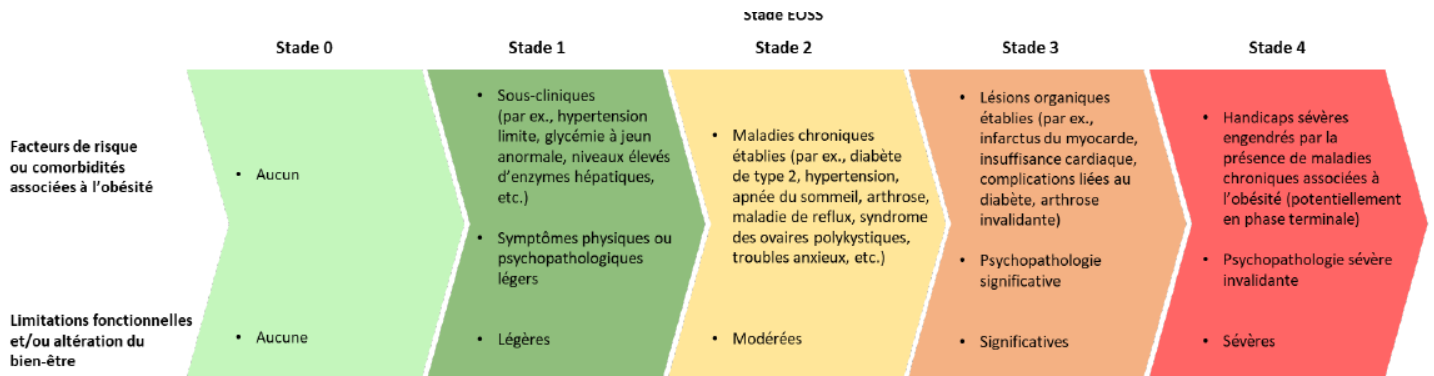 Stade EOSS
Stade 0
Stade 1
Stade 2
Stade 3
Stade 4
Facteurs de risque
ou comorbidités
associées à l'obésité
• Aucun
• Sous-cliniques
(par ex., hypertension
limite, glycémie à jeun
anormale, niveaux élevés
d'enzymes hépatiques,
etc.)
• Symptômes physiques ou
psychopathologiques
légers
• Maladies chroniques
établies (par ex., diabète
de type 2, hypertension,
apnée du sommeil, arthrose,
maladie de reflux, syndrome
des ovaires polykystiques,
troubles anxieux, etc.)
• Lésions organiques
établies (par ex.,
infarctus du myocarde,
insuffisance cardiaque,
complications liées au
diabète, arthrose
invalidante)
• Psychopathologie
significative
• Handicaps sévères
engendrés par la
présence de maladies
chroniques associées à
l'obésité (potentiellement
en phase terminale)
• Psychopathologie sévère
invalidante
Limitations fonctionnelles
et/ou altération du
bien-être
• Aucune
• Légères
• Modérées
• Significatives
• Sévères